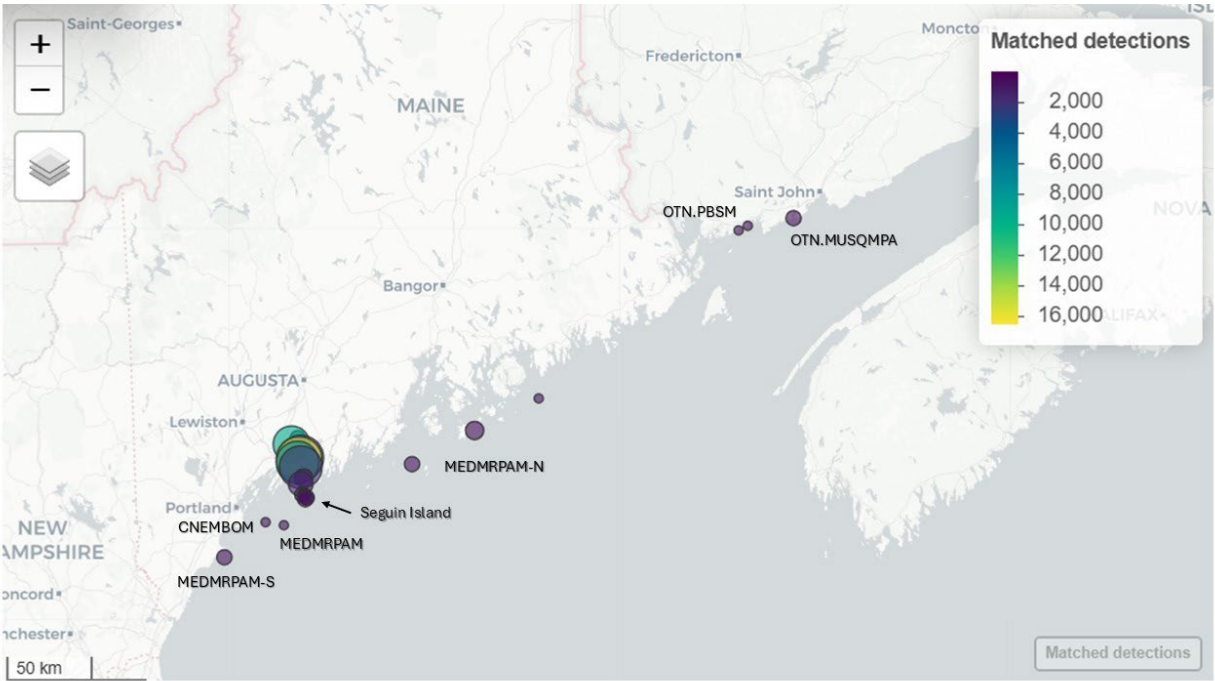 +
−
Saint-Georges
Moncton
Fredericton
MAINE
Matched detections
2,000
4,000
6,000
8,000
10,000
12,000
14,000
16,000
Saint John
OTN.PBSM
OTN.MUSQMPA
NOVA
HALIFAX
Bangor
AUGUSTA
Lewiston
MEDMRPAM-N
Portland
Seguin Island
CNEMBOM
MEDMRPAM
NEW
AMPSHIRE
MEDMRPAM-S
oncord
nchester
50 km
Matched detections